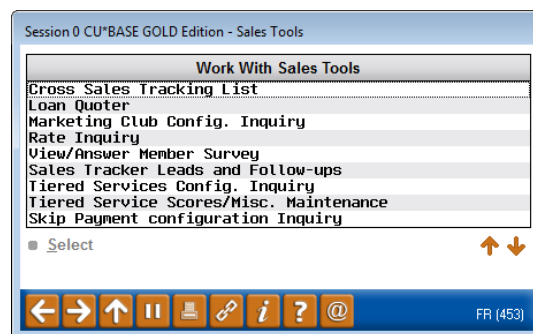 Session 0 CU*BASE GOLD Edition - Sales Tools
Work With Sales Tools
Cross Sales Tracking List
Loan Quoter
Marketing Club Config. Inquiry
Rate Inquiry
View/Answer Member Survey
Sales Tracker Leads and Follow-ups
Tiered Services Config. Inquiry
Tiered Service Scores/Misc. Maintenance
Skip Payment configuration Inquiry
Select
i ? @
FR (453)